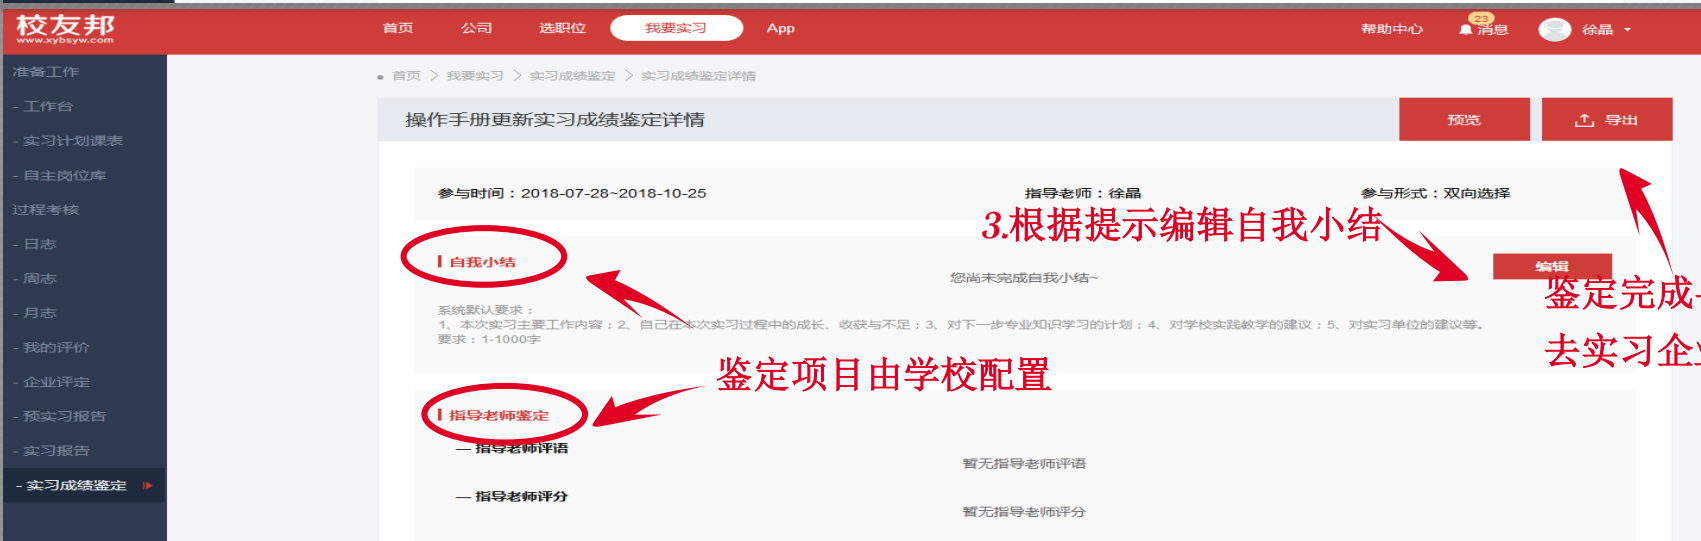 校友邦
www.xybsyw.com
首页 公司 选职位 我要实习 App
帮助中心 23 消息 徐晶
准备工作
- 工作台
- 实习计划课表
- 自主岗位库
过程考核
- 日志
- 周志
- 月志
- 我的评价
- 企业评定
- 预实习报告
- 实习报告
- 实习成绩鉴定
首页 > 我要实习 > 实习成绩鉴定 > 实习成绩鉴定详情
操作手册更新实习成绩鉴定详情
预览 导出
参与时间：2018-07-28~2018-10-25 指导老师：徐晶 参与形式：双向选择
3.根据提示编辑自我小结
自我小结
编辑
您尚未完成自我小结~
鉴定完成
去实习企
系统默认要求：
1、本次实习主要工作内容；2、自己在本次实习过程中的成长、收获与不足；3、对下一步专业知识学习的计划；4、对学校实践教学的建议；5、对实习单位的建议等。
要求：1-1000字
鉴定项目由学校配置
指导老师鉴定
— 指导老师评语
暂无指导老师评语
— 指导老师评分
暂无指导老师评分